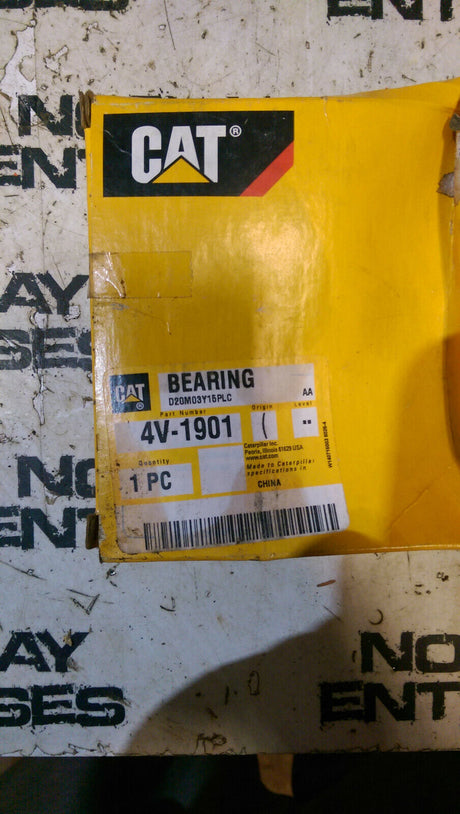 ENT
NO
ENT
CAT®
AY
SES
CAT®
BEARING
D20M03Y15PLC
AA
Part Number
Origin
Level
4V-1901
(
--
Caterpillar Inc.
Peoria, Illinois 61629 USA
www.cat.com
Quantity
Made to Caterpillar
specifications in
1 PC
CHINA
NO
ENT
AY
SES
NO
ENT